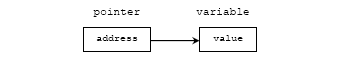 pointer variable
address value